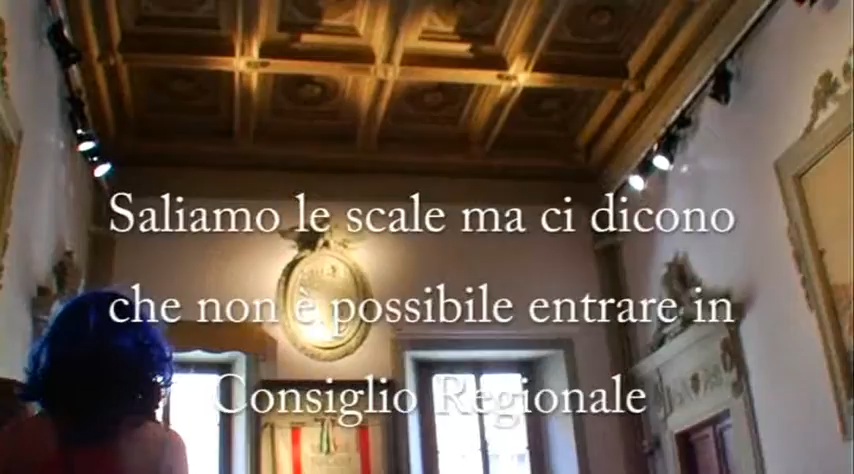 Saliamo le scale ma ci dicono
che non è possibile entrare in
Consiglio Regionale